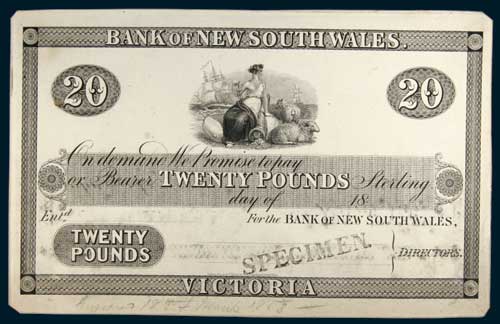 BANK OF NEW SOUTH WALES.
20 20
On demand We Promise to pay
or Bearer TWENTY POUNDS Sterling
day of 18
Ent.d For the BANK OF NEW SOUTH WALES,
TWENTY
POUNDS
SPECIMEN.
DIRECTORS.
VICTORIA